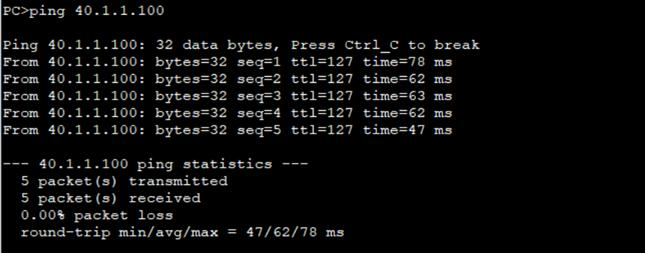 PC>ping 40.1.1.100
Ping 40.1.1.100: 32 data bytes, Press Ctrl_C to break
From 40.1.1.100: bytes=32 seq=1 ttl=127 time=78 ms
From 40.1.1.100: bytes=32 seq=2 ttl=127 time=62 ms
From 40.1.1.100: bytes=32 seq=3 ttl=127 time=63 ms
From 40.1.1.100: bytes=32 seq=4 ttl=127 time=62 ms
From 40.1.1.100: bytes=32 seq=5 ttl=127 time=47 ms
--- 40.1.1.100 ping statistics ---
5 packet(s) transmitted
5 packet(s) received
0.00% packet loss
round-trip min/avg/max = 47/62/78 ms